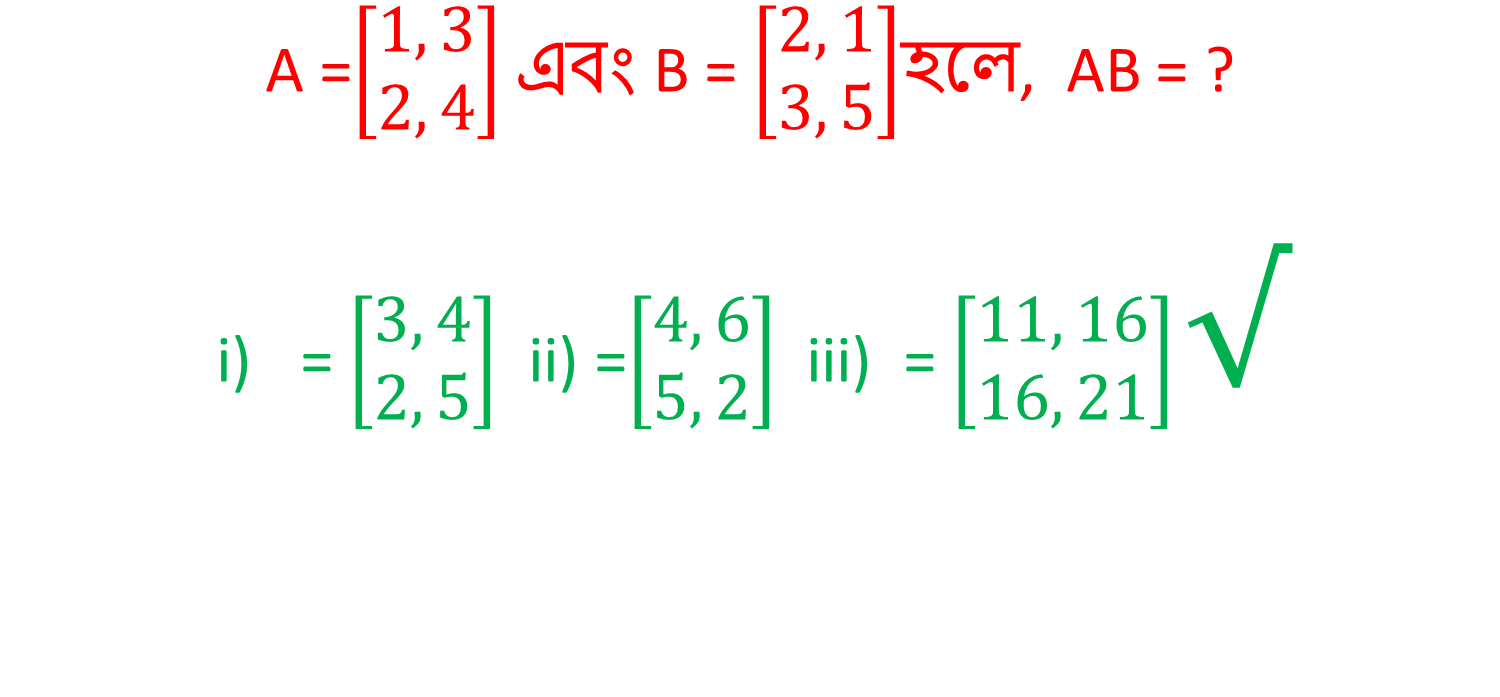 A = [1, 3 2, 4] এবং B = [2, 1 3, 5] হলে, AB = ?
i) = [3, 4 2, 5] ii) = [4, 6 5, 2] iii) = [11, 16 16, 21] √